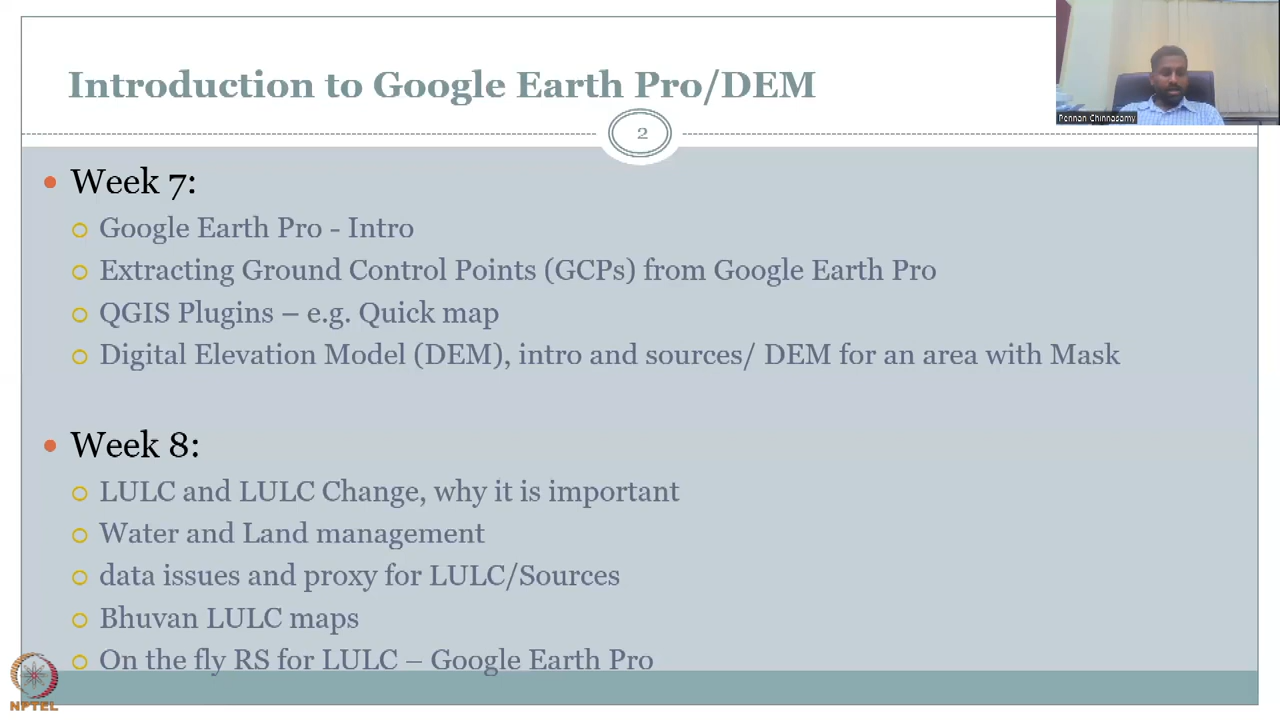 Introduction to Google Earth Pro/DEM
Pennan Chinnasamy
2
Week 7:
Google Earth Pro - Intro
Extracting Ground Control Points (GCPs) from Google Earth Pro
QGIS Plugins – e.g. Quick map
Digital Elevation Model (DEM), intro and sources/ DEM for an area with Mask
Week 8:
LULC and LULC Change, why it is important
Water and Land management
data issues and proxy for LULC/Sources
Bhuvan LULC maps
On the fly RS for LULC – Google Earth Pro
NPTEL